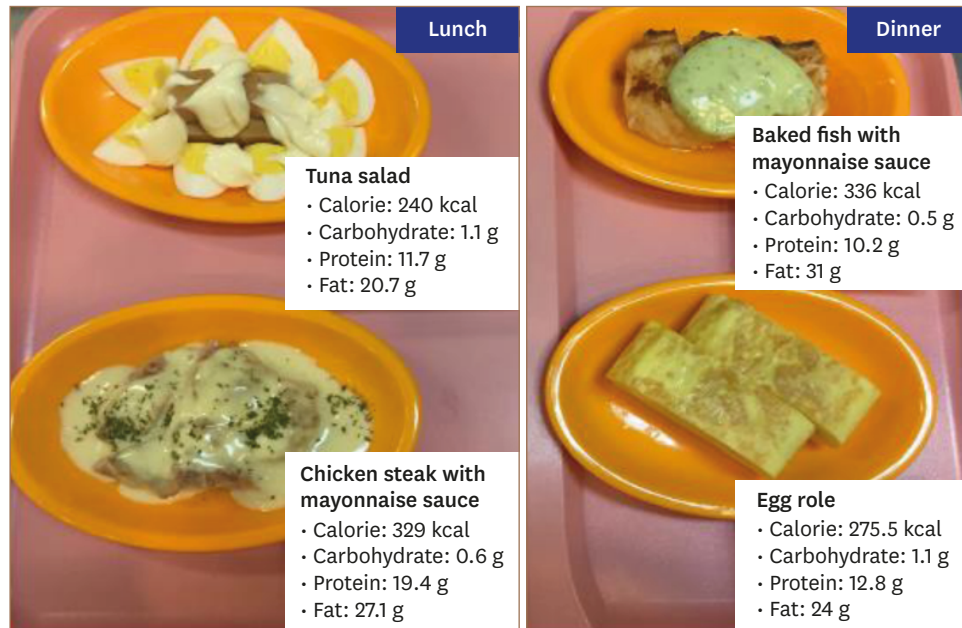 Lunch
Tuna salad
· Calorie: 240 kcal
· Carbohydrate: 1.1 g
· Protein: 11.7 g
· Fat: 20.7 g
Chicken steak with
mayonnaise sauce
· Calorie: 329 kcal
· Carbohydrate: 0.6 g
· Protein: 19.4 g
· Fat: 27.1 g
Dinner
Baked fish with
mayonnaise sauce
· Calorie: 336 kcal
· Carbohydrate: 0.5 g
· Protein: 10.2 g
· Fat: 31 g
Egg role
· Calorie: 275.5 kcal
· Carbohydrate: 1.1 g
· Protein: 12.8 g
· Fat: 24 g